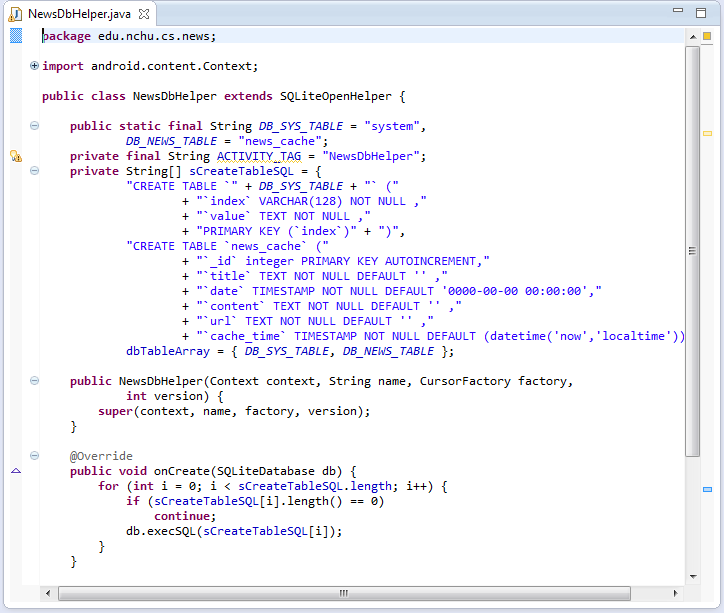 NewsDbHelper.java
package edu.nchu.cs.news;
import android.content.Context;
public class NewsDbHelper extends SQLiteOpenHelper {
public static final String DB_SYS_TABLE = "system",
DB_NEWS_TABLE = "news_cache";
private final String ACTIVITY_TAG = "NewsDbHelper";
private String[] sCreateTableSQL = {
"CREATE TABLE `" + DB_SYS_TABLE + "` ("
+ "`index` VARCHAR(128) NOT NULL ,"
+ "`value` TEXT NOT NULL ,"
+ "PRIMARY KEY (`index`)" + ")",
"CREATE TABLE `news_cache` ("
+ "`_id` integer PRIMARY KEY AUTOINCREMENT,"
+ "`title` TEXT NOT NULL DEFAULT '' ,"
+ "`date` TIMESTAMP NOT NULL DEFAULT '0000-00-00 00:00:00',"
+ "`content` TEXT NOT NULL DEFAULT '' ,"
+ "`url` TEXT NOT NULL DEFAULT '' ,"
+ "`cache_time` TIMESTAMP NOT NULL DEFAULT (datetime('now','localtime'))
dbTableArray = { DB_SYS_TABLE, DB_NEWS_TABLE };
public NewsDbHelper(Context context, String name, CursorFactory factory,
int version) {
super(context, name, factory, version);
}
@Override
public void onCreate(SQLiteDatabase db) {
for (int i = 0; i < sCreateTableSQL.length; i++) {
if (sCreateTableSQL[i].length() == 0)
continue;
db.execSQL(sCreateTableSQL[i]);
}
}